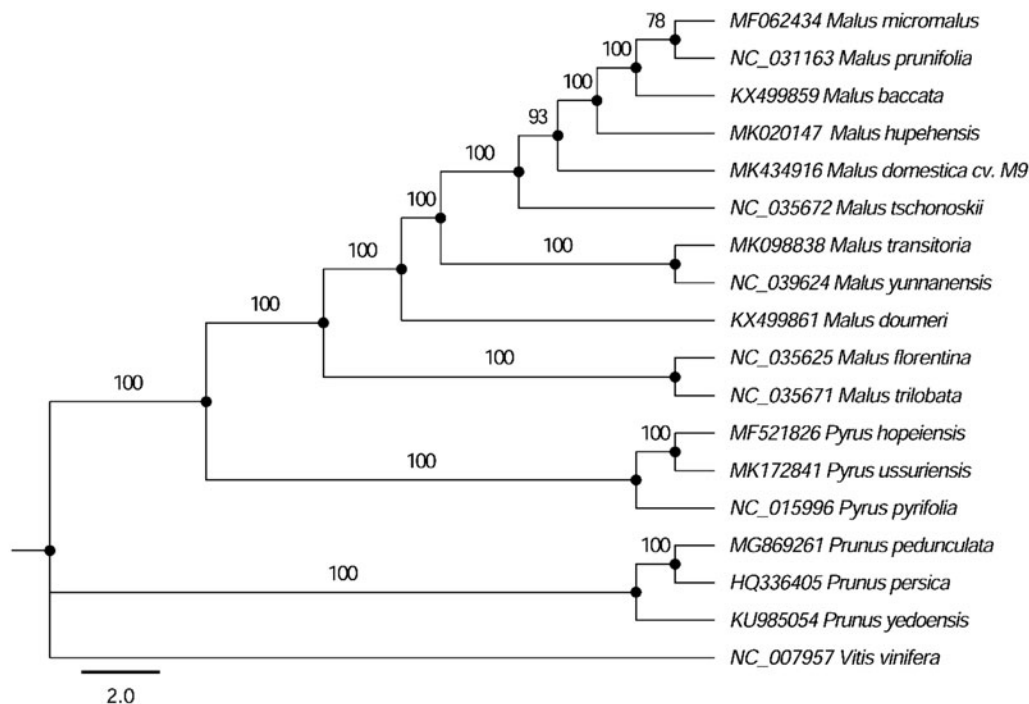 78
MF062434 Malus micromalus
100
NC_031163 Malus prunifolia
100
KX499859 Malus baccata
93
MK020147 Malus hupehensis
100
MK434916 Malus domestica cv. M9
100
NC_035672 Malus tschonoskii
100
MK098838 Malus transitoria
100
NC_039624 Malus yunnanensis
100
KX499861 Malus doumeri
100
NC_035625 Malus florentina
100
NC_035671 Malus trilobata
100
MF521826 Pyrus hopeiensis
100
MK172841 Pyrus ussuriensis
NC_015996 Pyrus pyrifolia
100
MG869261 Prunus pedunculata
100
HQ336405 Prunus persica
KU985054 Prunus yedoensis
NC_007957 Vitis vinifera
2.0